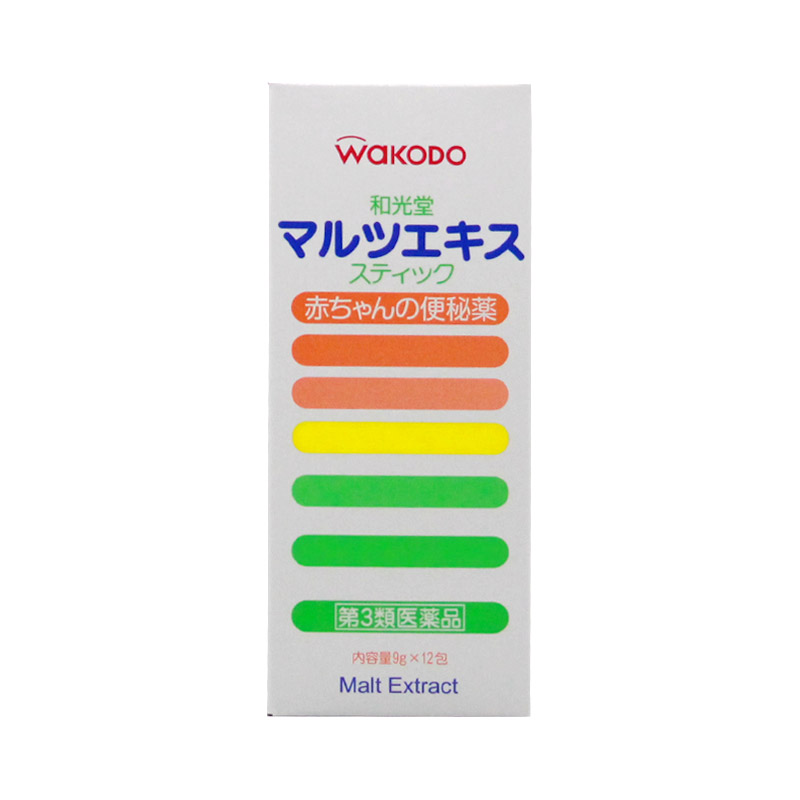 WAKODO
和光堂
マルツエキス
スティック
赤ちゃんの便秘薬
第3類医薬品
内容量9g×12包
Malt Extract